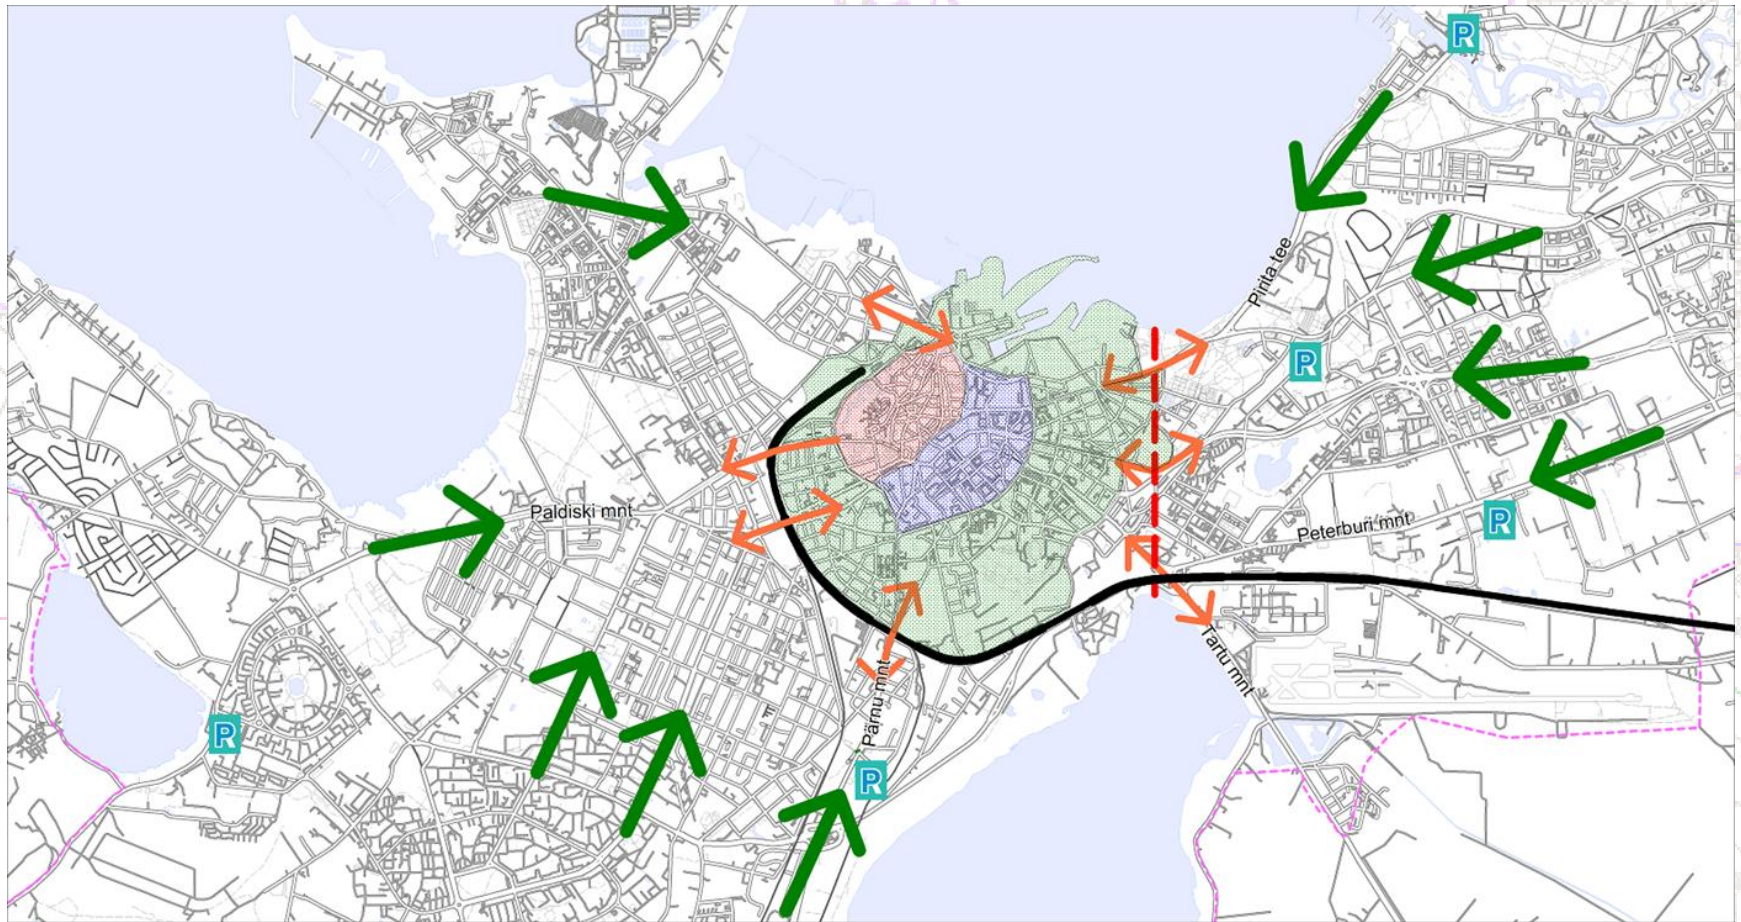 R
Pirita tee
R
Paldiski mnt
Peterburi mnt
R
Tartu mnt
Pärnu mnt
R
R